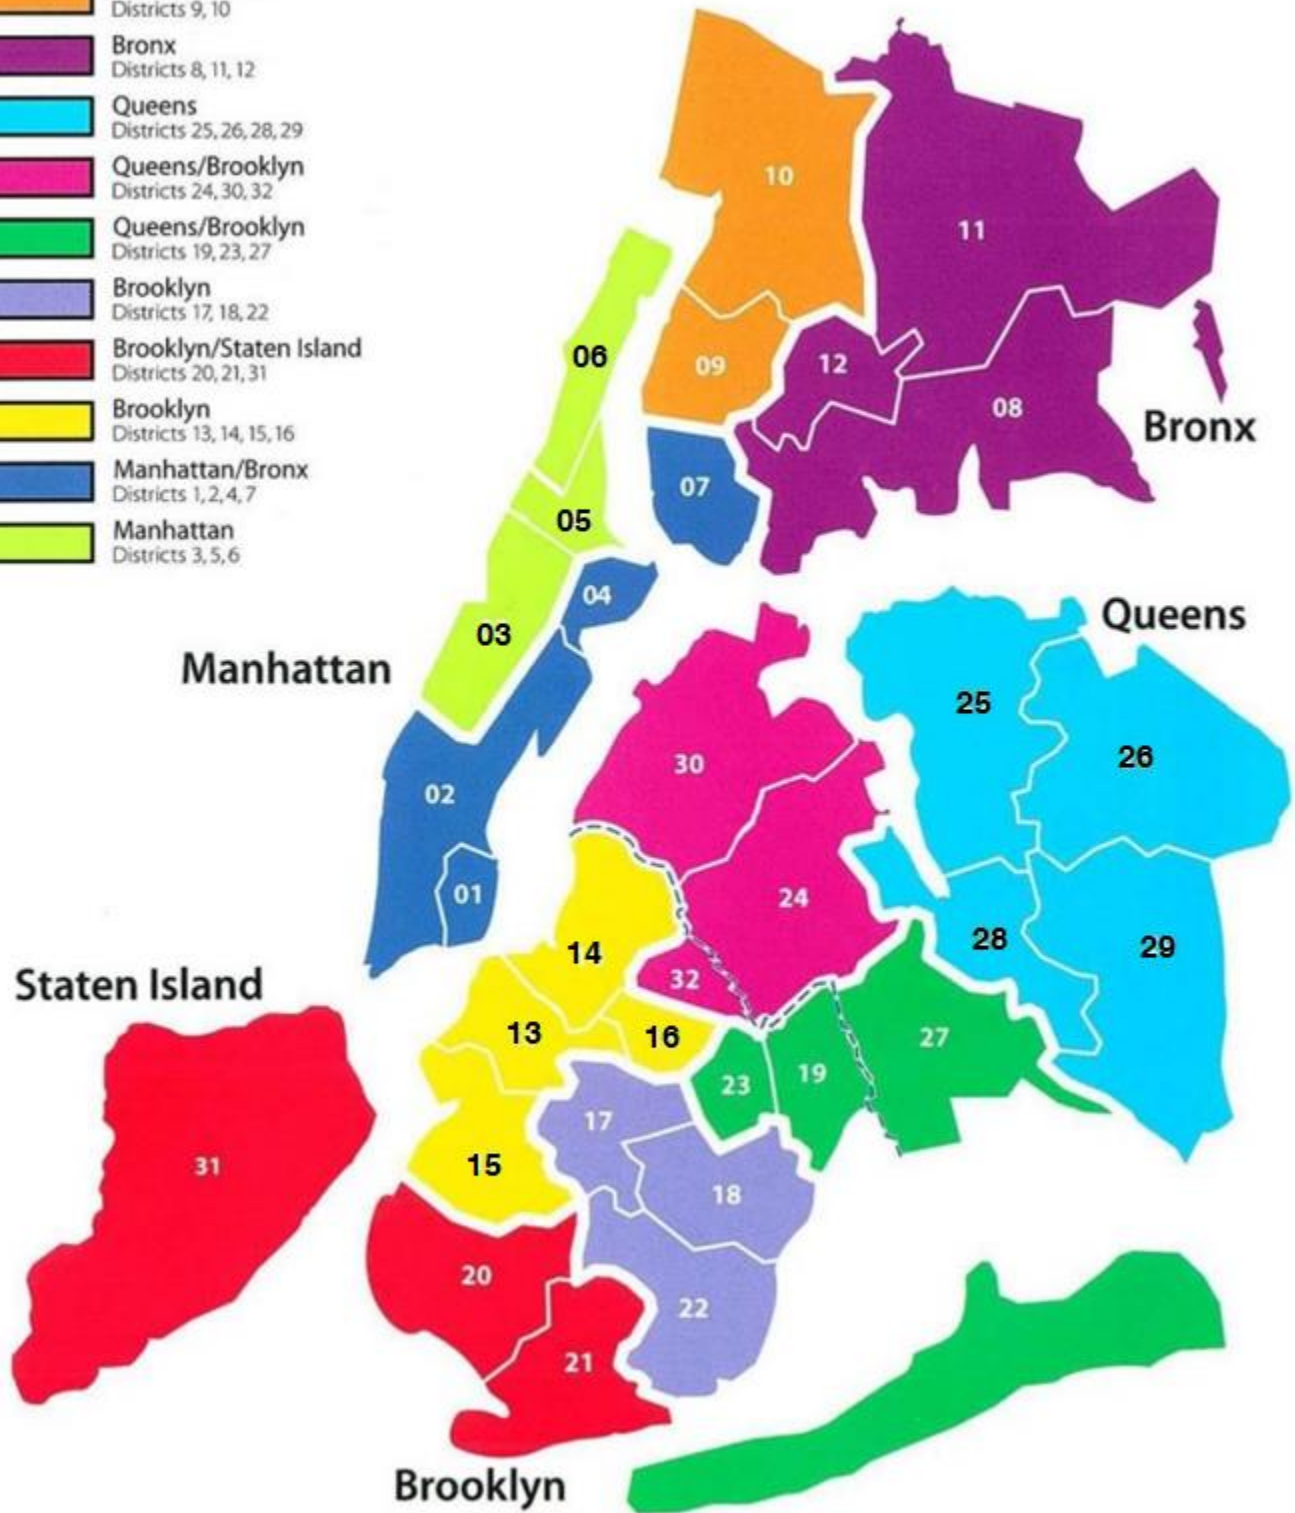 Districts 9, 10
Bronx
Districts 8, 11, 12
Queens
Districts 25, 26, 28, 29
Queens/Brooklyn
Districts 24, 30, 32
Queens/Brooklyn
Districts 19, 23, 27
Brooklyn
Districts 17, 18, 22
Brooklyn/Staten Island
Districts 20, 21, 31
Brooklyn
Districts 13, 14, 15, 16
Manhattan/Bronx
Districts 1, 2, 4, 7
Manhattan
Districts 3, 5, 6
10
11
06
09
12
08
Bronx
07
05
04
Queens
03
Manhattan
25
26
30
02
01
24
14
28
29
32
Staten Island
13
16
27
23
19
17
15
31
18
20
22
21
Brooklyn